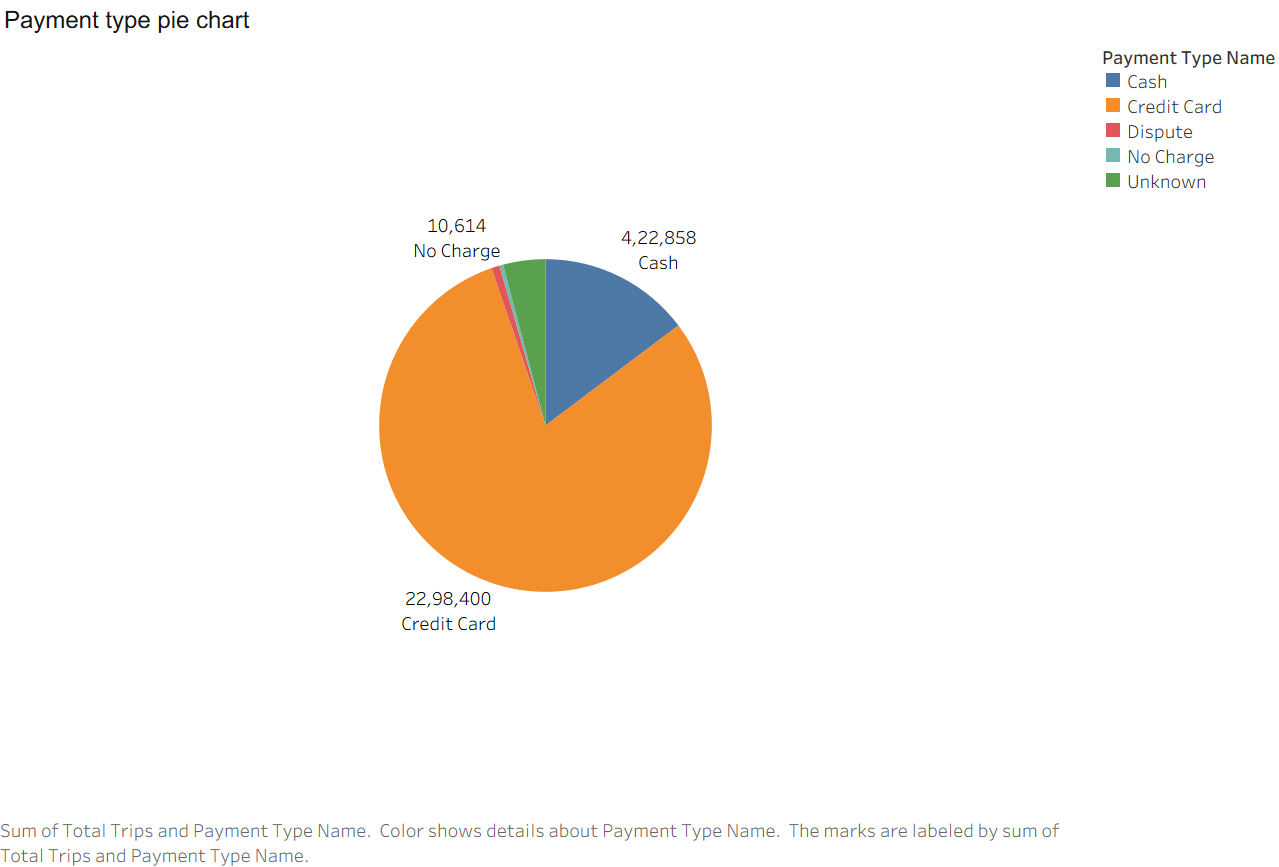 Payment type pie chart
Payment Type Name
Cash
Credit Card
Dispute
No Charge
Unknown
10,614
No Charge
4,22,858
Cash
22,98,400
Credit Card
Sum of Total Trips and Payment Type Name.  Color shows details about Payment Type Name.  The marks are labeled by sum of
Total Trips and Payment Type Name.